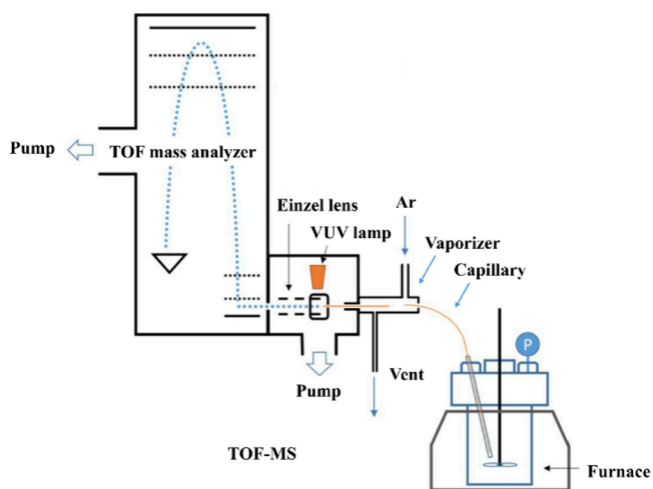 Pump
TOF mass analyzer
Einzel lens
VUV lamp
Ar
Vaporizer
Capillary
P
Pump
Vent
TOF-MS
Furnace